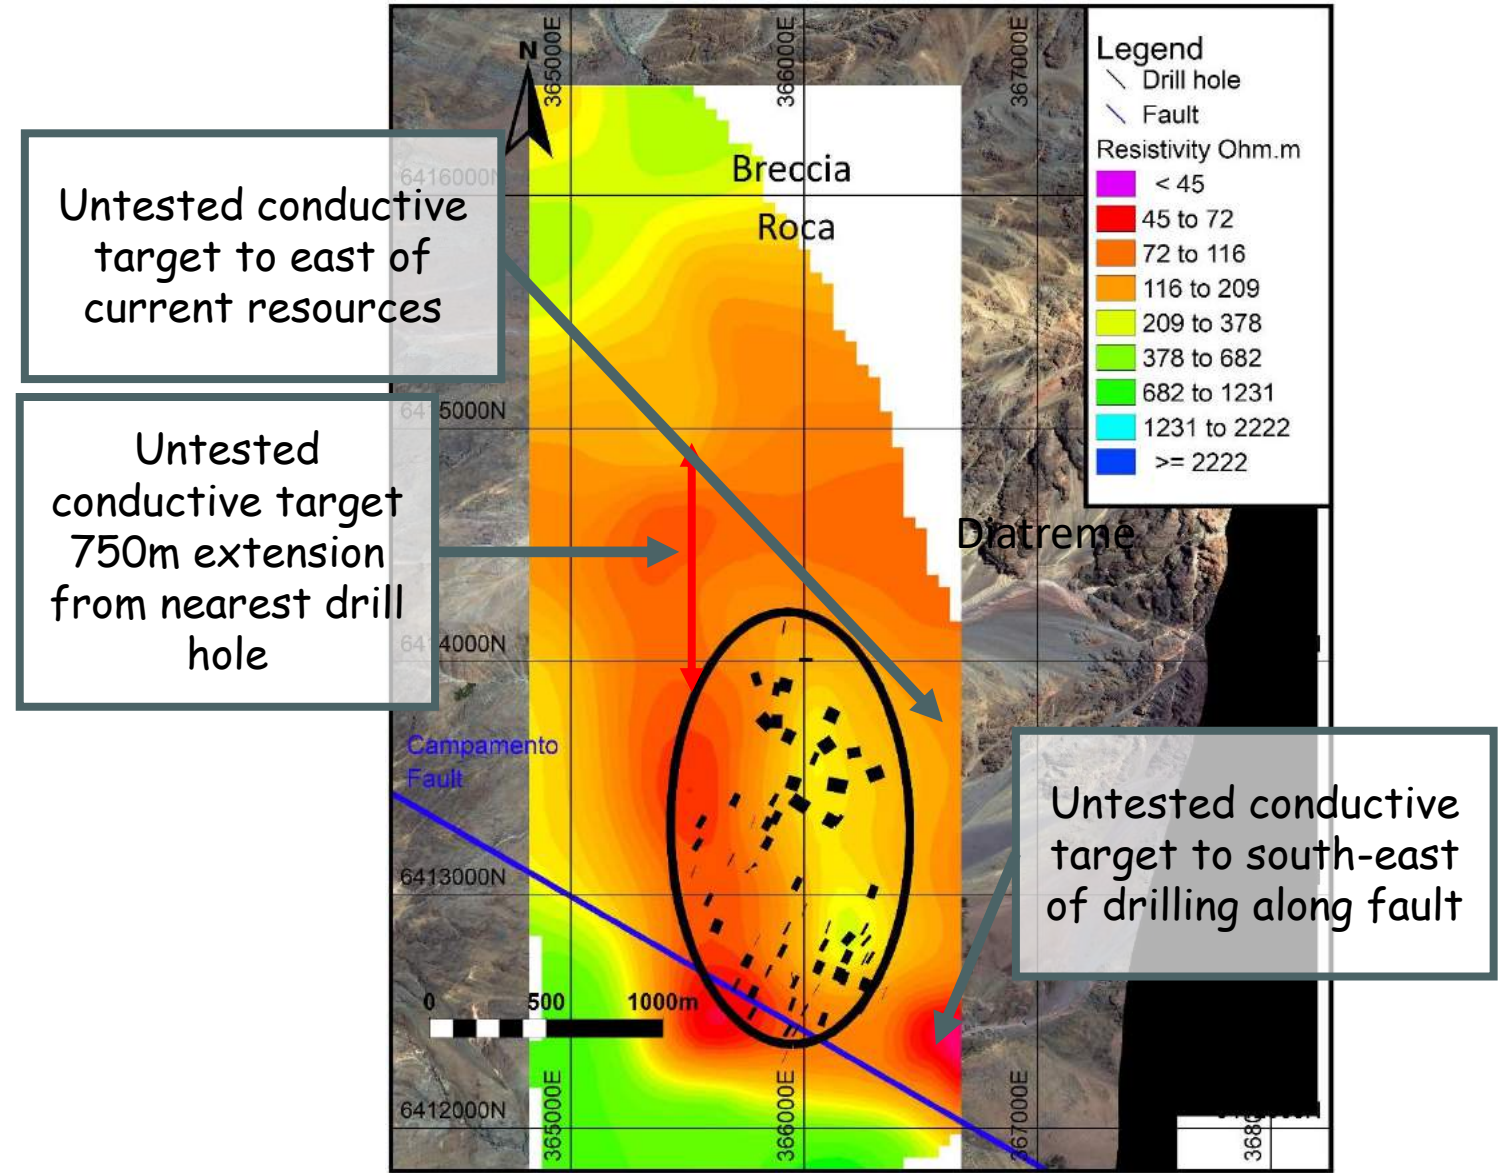 N
365000E
366000E
367000E
Legend
Drill hole
Fault
Resistivity Ohm.m
< 45
45 to 72
72 to 116
116 to 209
209 to 378
378 to 682
682 to 1231
1231 to 2222
>= 2222
6416000N
Breccia
Roca
Untested conductive
target to east of
current resources
6415000N
Untested
conductive target
750m extension
from nearest drill
hole
Diatreme
6414000N
Campamento
Fault
Untested conductive
target to south-east
of drilling along fault
6413000N
0 500 1000m
6412000N
365000E
366000E
367000E